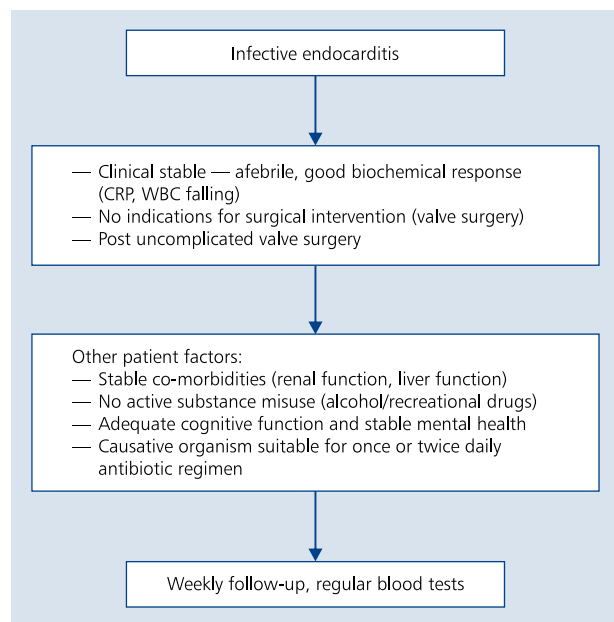 Infective endocarditis
— Clinical stable — afebrile, good biochemical response
(CRP, WBC falling)
— No indications for surgical intervention (valve surgery)
— Post uncomplicated valve surgery
Other patient factors:
— Stable co-morbidities (renal function, liver function)
— No active substance misuse (alcohol/recreational drugs)
— Adequate cognitive function and stable mental health
— Causative organism suitable for once or twice daily
antibiotic regimen
Weekly follow-up, regular blood tests